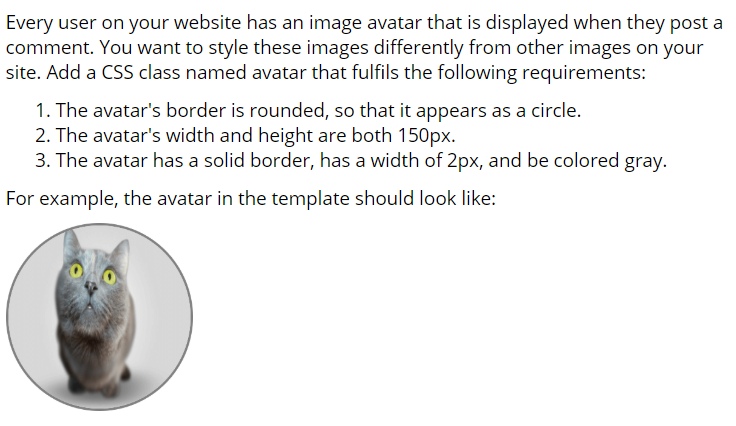 Every user on your website has an image avatar that is displayed when they post a
comment. You want to style these images differently from other images on your
site. Add a CSS class named avatar that fulfils the following requirements:
1. The avatar's border is rounded, so that it appears as a circle.
2. The avatar's width and height are both 150px.
3. The avatar has a solid border, has a width of 2px, and be colored gray.
For example, the avatar in the template should look like: